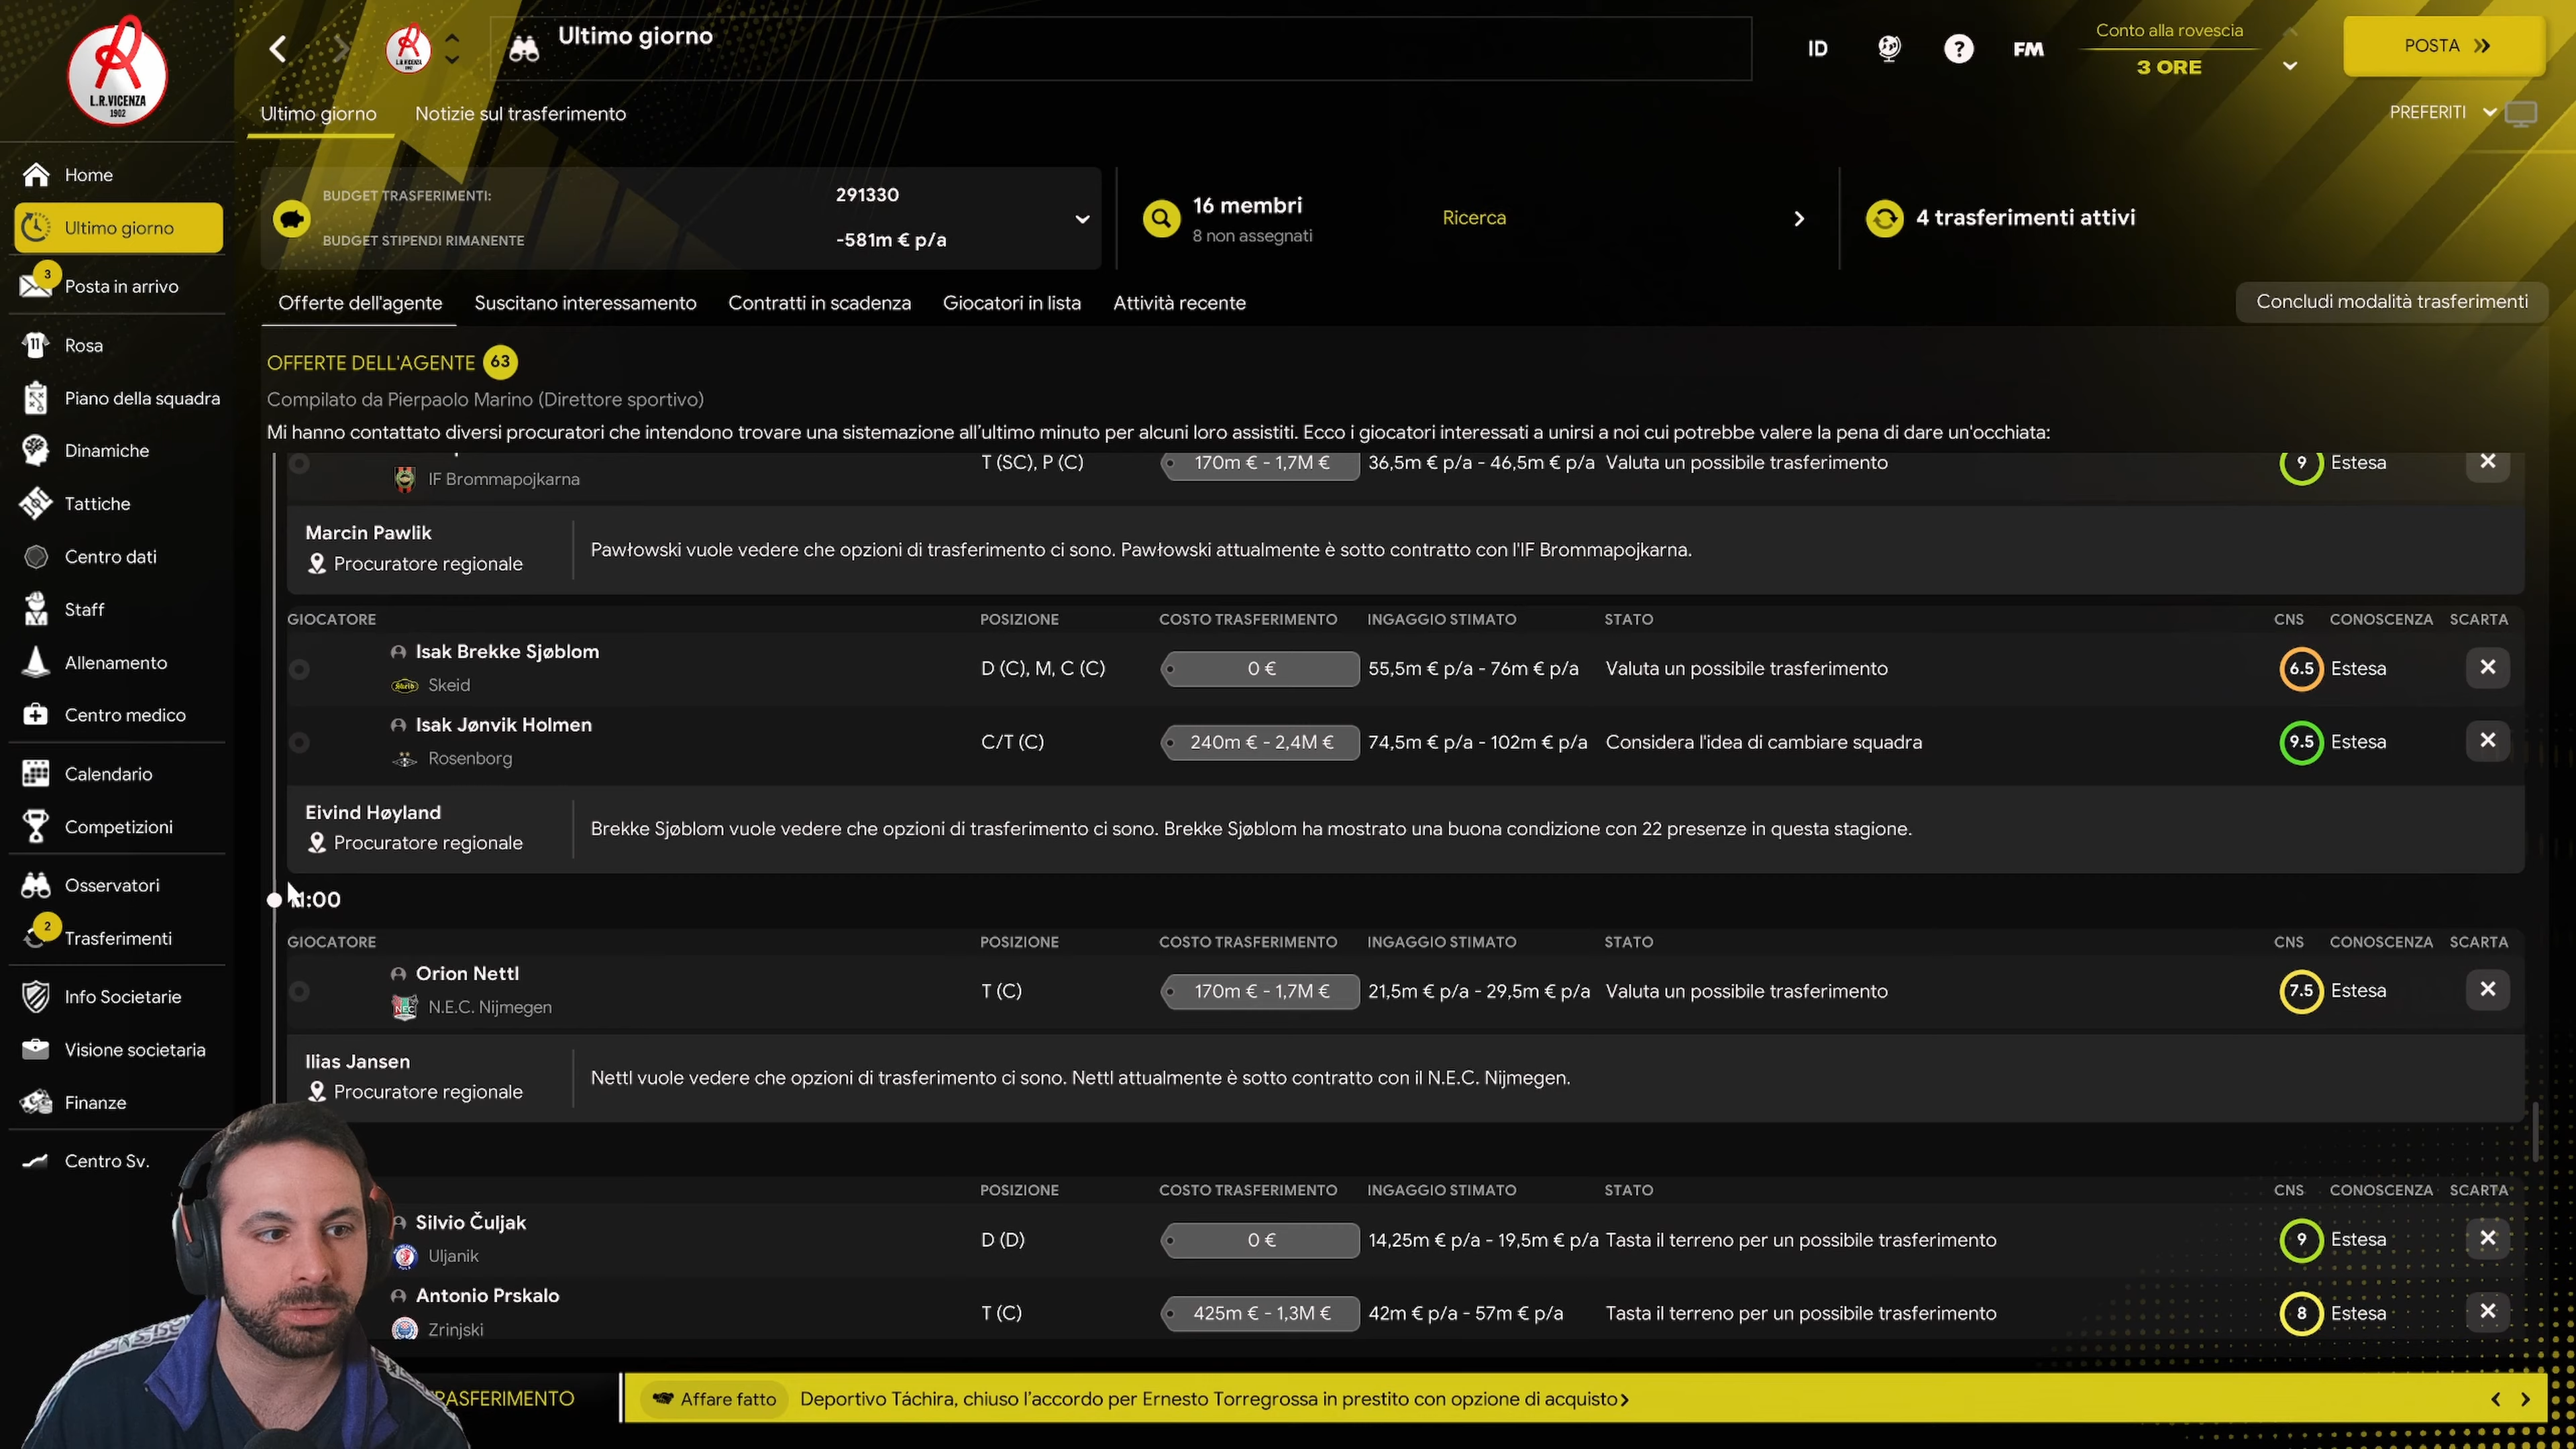 L.R.VICENZA
1902
Ultimo giorno
ID
FM
Conto alla rovescia
3 ORE
POSTA
Ultimo giorno
Notizie sul trasferimento
PREFERITI
Home
Ultimo giorno
3
Posta in arrivo
Rosa
Piano della squadra
Dinamiche
Tattiche
Centro dati
Staff
Allenamento
Centro medico
Calendario
Competizioni
Osservatori
2
Trasferimenti
Info Societarie
Visione societaria
Finanze
Centro Sv.
BUDGET TRASFERIMENTI: 291330
BUDGET STIPENDI RIMANENTE -581m € p/a
16 membri
8 non assegnati
Ricerca
4 trasferimenti attivi
Offerte dell'agente Suscitano interessamento Contratti in scadenza Giocatori in lista Attività recente
Concludi modalità trasferimenti
OFFERTE DELL'AGENTE 63
Compilato da Pierpaolo Marino (Direttore sportivo)
Mi hanno contattato diversi procuratori che intendono trovare una sistemazione all'ultimo minuto per alcuni loro assistiti. Ecco i giocatori interessati a unirsi a noi cui potrebbe valere la pena di dare un'occhiata:
T (SC), P (C) 170m € - 1,7M € 36,5m € p/a - 46,5m € p/a Valuta un possibile trasferimento 9 Estesa
IF Brommapojkarna
Marcin Pawlik
Procuratore regionale
Pawłowski vuole vedere che opzioni di trasferimento ci sono. Pawłowski attualmente è sotto contratto con l'IF Brommapojkarna.
GIOCATORE POSIZIONE COSTO TRASFERIMENTO INGAGGIO STIMATO STATO CNS CONOSCENZA SCARTA
Isak Brekke Sjøblom
Skeid
D (C), M, C (C) 0 € 55,5m € p/a - 76m € p/a Valuta un possibile trasferimento 6.5 Estesa
Isak Jønvik Holmen
Rosenborg
C/T (C) 240m € - 2,4M € 74,5m € p/a - 102m € p/a Considera l'idea di cambiare squadra 9.5 Estesa
Eivind Høyland
Procuratore regionale
Brekke Sjøblom vuole vedere che opzioni di trasferimento ci sono. Brekke Sjøblom ha mostrato una buona condizione con 22 presenze in questa stagione.
GIOCATORE POSIZIONE COSTO TRASFERIMENTO INGAGGIO STIMATO STATO CNS CONOSCENZA SCARTA
Orion Nettl
N.E.C. Nijmegen
T (C) 170m € - 1,7M € 21,5m € p/a - 29,5m € p/a Valuta un possibile trasferimento 7.5 Estesa
Ilias Jansen
Procuratore regionale
Nettl vuole vedere che opzioni di trasferimento ci sono. Nettl attualmente è sotto contratto con il N.E.C. Nijmegen.
POSIZIONE COSTO TRASFERIMENTO INGAGGIO STIMATO STATO CNS CONOSCENZA SCARTA
Silvio Čuljak
Uljanik
D (D) 0 € 14,25m € p/a - 19,5m € p/a Tasta il terreno per un possibile trasferimento 9 Estesa
Antonio Prskalo
Zrinjski
T (C) 425m € - 1,3M € 42m € p/a - 57m € p/a Tasta il terreno per un possibile trasferimento 8 Estesa
Affare fatto
Deportivo Táchira, chiuso l'accordo per Ernesto Torregrossa in prestito con opzione di acquisto